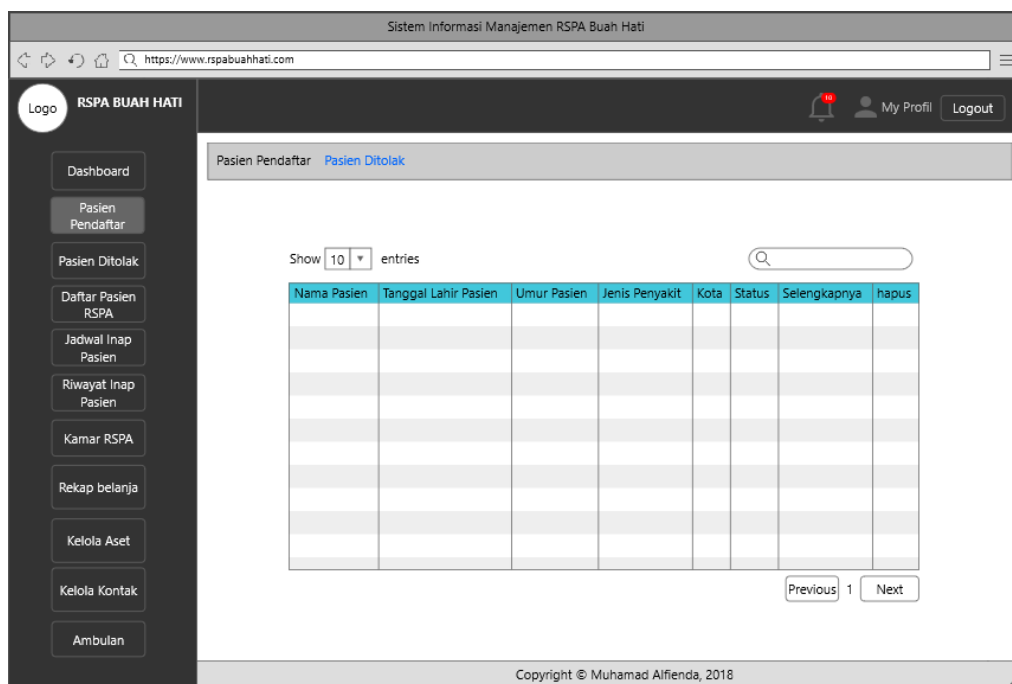 Sistem Informasi Manajemen RSPA Buah Hati
https://www.rspabuahhati.com
Logo
RSPA BUAH HATI
10
My Profil
Logout
Dashboard
Pasien
Pendaftar
Pasien Ditolak
Daftar Pasien
RSPA
Jadwal Inap
Pasien
Riwayat Inap
Pasien
Kamar RSPA
Rekap belanja
Kelola Aset
Kelola Kontak
Ambulan
Pasien Pendaftar Pasien Ditolak
Show 10 entries
Nama Pasien Tanggal Lahir Pasien Umur Pasien Jenis Penyakit Kota Status Selengkapnya hapus
Previous 1 Next
Copyright © Muhamad Alfienda, 2018